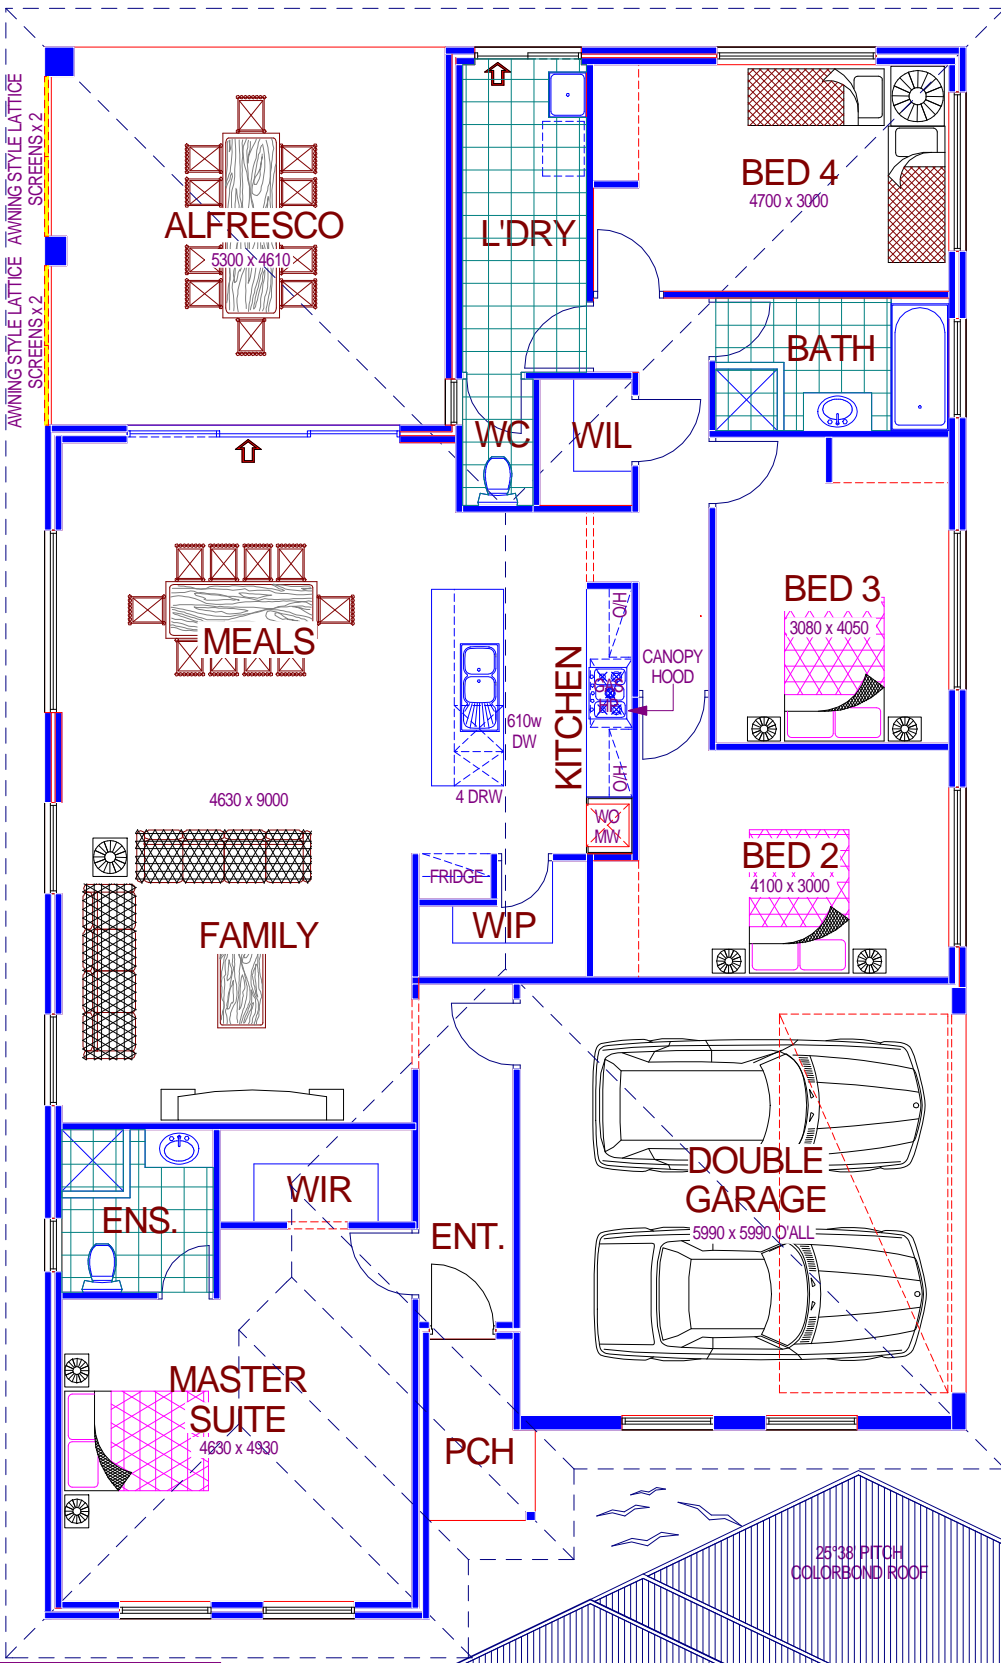 AWNING STYLE LATTICE
SCREENS x 2
AWNING STYLE LATTICE
SCREENS x 2
ALFRESCO
5300 x 4610
L'DRY
BED 4
4700 x 3000
BATH
WC
WIL
BED 3
3080 x 4050
MEALS
O/H
CANOPY
HOOD
KITCHEN
610w
DW
O/H
4 DRW
4630 x 9000
WO
MW
BED 2
4100 x 3000
FRIDGE
WIP
FAMILY
DOUBLE
GARAGE
5990 x 5990 O'ALL
WIR
ENS.
ENT.
MASTER
SUITE
4630 x 4930
PCH
25°38' PITCH
COLORBOND ROOF